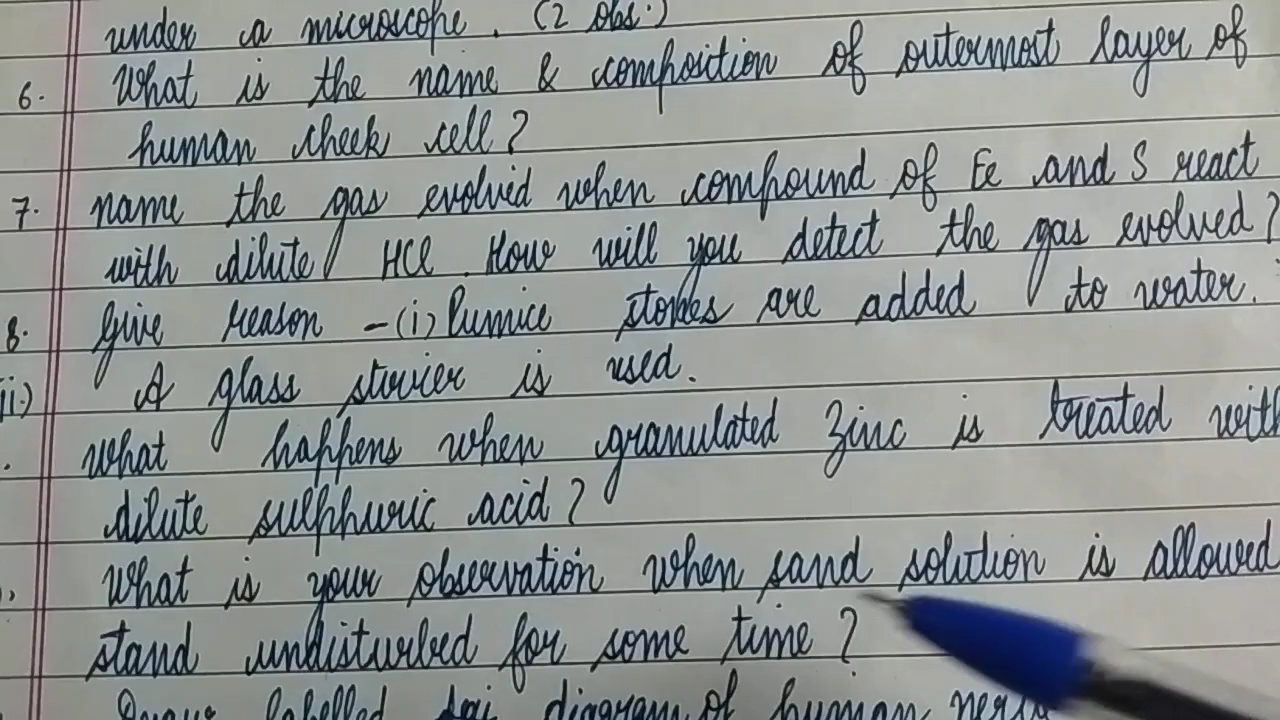 under a microscope. (2 obs.)
6. What is the name & composition of outermost layer of
human cheek cell?
7. name the gas evolved when compound of Fe and S react
with dilute HCl. How will you detect the gas evolved?
8. Give reason - (i) Pumice stones are added to water.
ii) A glass stirrer is used.
. what happens when granulated Zinc is treated with
dilute sulphuric acid?
what is your observation when sand solution is allowed
stand undisturbed for some time?
labelled diagram of human